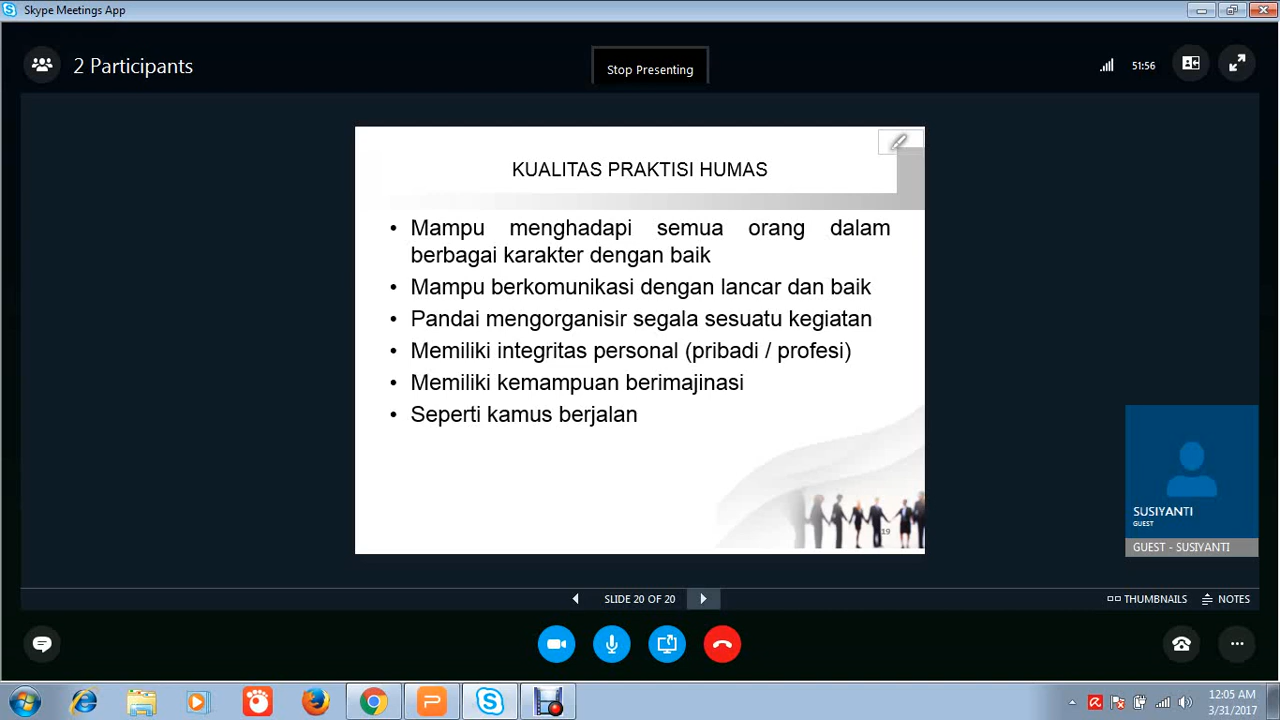 Skype Meetings App
2 Participants
Stop Presenting
51:56
KUALITAS PRAKTISI HUMAS
• Mampu menghadapi semua orang dalam
berbagai karakter dengan baik
• Mampu berkomunikasi dengan lancar dan baik
• Pandai mengorganisir segala sesuatu kegiatan
• Memiliki integritas personal (pribadi / profesi)
• Memiliki kemampuan berimajinasi
• Seperti kamus berjalan
19
SUSIYANTI
GUEST
GUEST - SUSIYANTI
SLIDE 20 OF 20
THUMBNAILS
NOTES
12:05 AM
3/31/2017